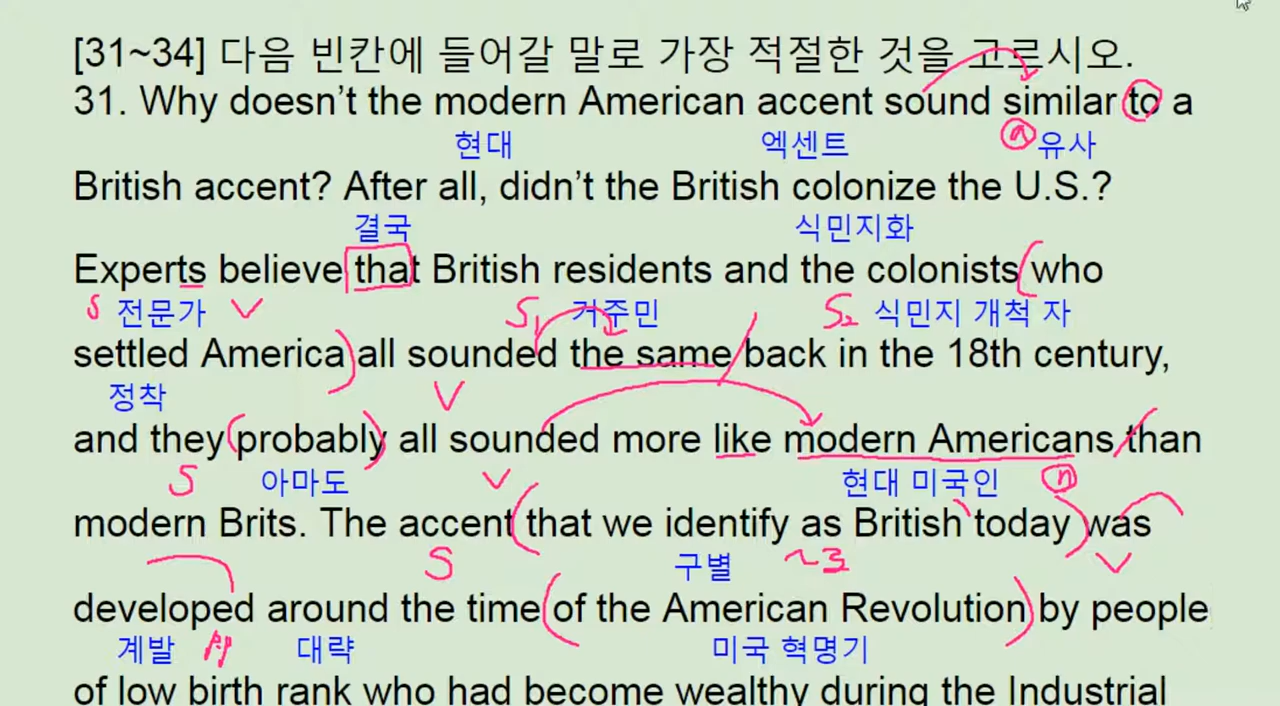 [31~34] 다음 빈칸에 들어갈 말로 가장 적절한 것을 고르시오.
31. Why doesn't the modern American accent sound similar to a
현대 엑센트 ⓐ 유사
British accent? After all, didn't the British colonize the U.S.?
결국 식민지화
Experts believe that British residents and the colonists who
S 전문가 V S1 거주민 S2 식민지 개척 자
settled America all sounded the same back in the 18th century,
정착 V
and they probably all sounded more like modern Americans than
S 아마도 V 현대 미국인 ⓝ
modern Brits. The accent that we identify as British today was
S 구별 ~로 V
developed around the time of the American Revolution by people
계발 대략 미국 혁명기
of low birth rank who had become wealthy during the Industrial